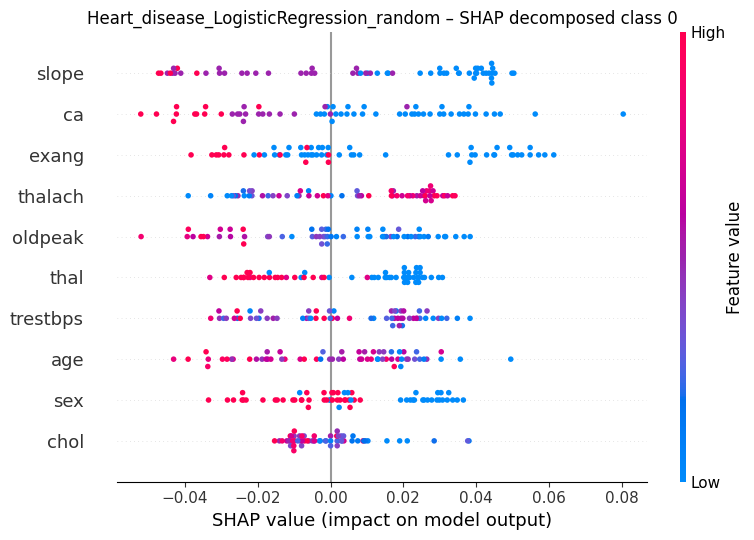 Heart_disease_LogisticRegression_random – SHAP decomposed class 0
High
slope
ca
exang
thalach
oldpeak
thal
trestbps
age
sex
chol
Feature value
Low
−0.04 −0.02 0.00 0.02 0.04 0.06 0.08
SHAP value (impact on model output)